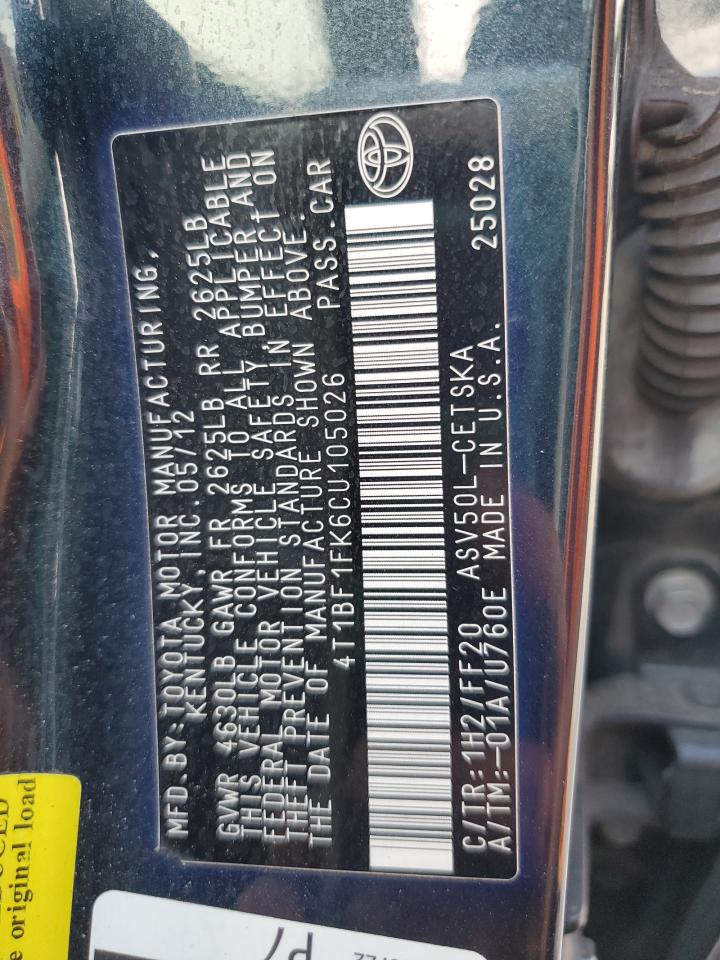 MFD.BY:TOYOTA MOTOR MANUFACTURING,
KENTUCKY INC.05/12
GVWR 4630LB GAWR FR 2625LB RR 2625LB
THIS VEHICLE CONFORMS TO ALL APPLICABLE
FEDERAL MOTOR VEHICLE SAFETY,BUMPER AND
THEFT PREVENTION STANDARDS IN EFFECT ON
THE DATE OF MANUFACTURE SHOWN ABOVE.
4T1BF1FK6CU105026 PASS.CAR
C/TR:1H2/FF20 ASV50L-CETSKA 25028
A/TM:-01A/U760E MADE IN U.S.A.
e original load